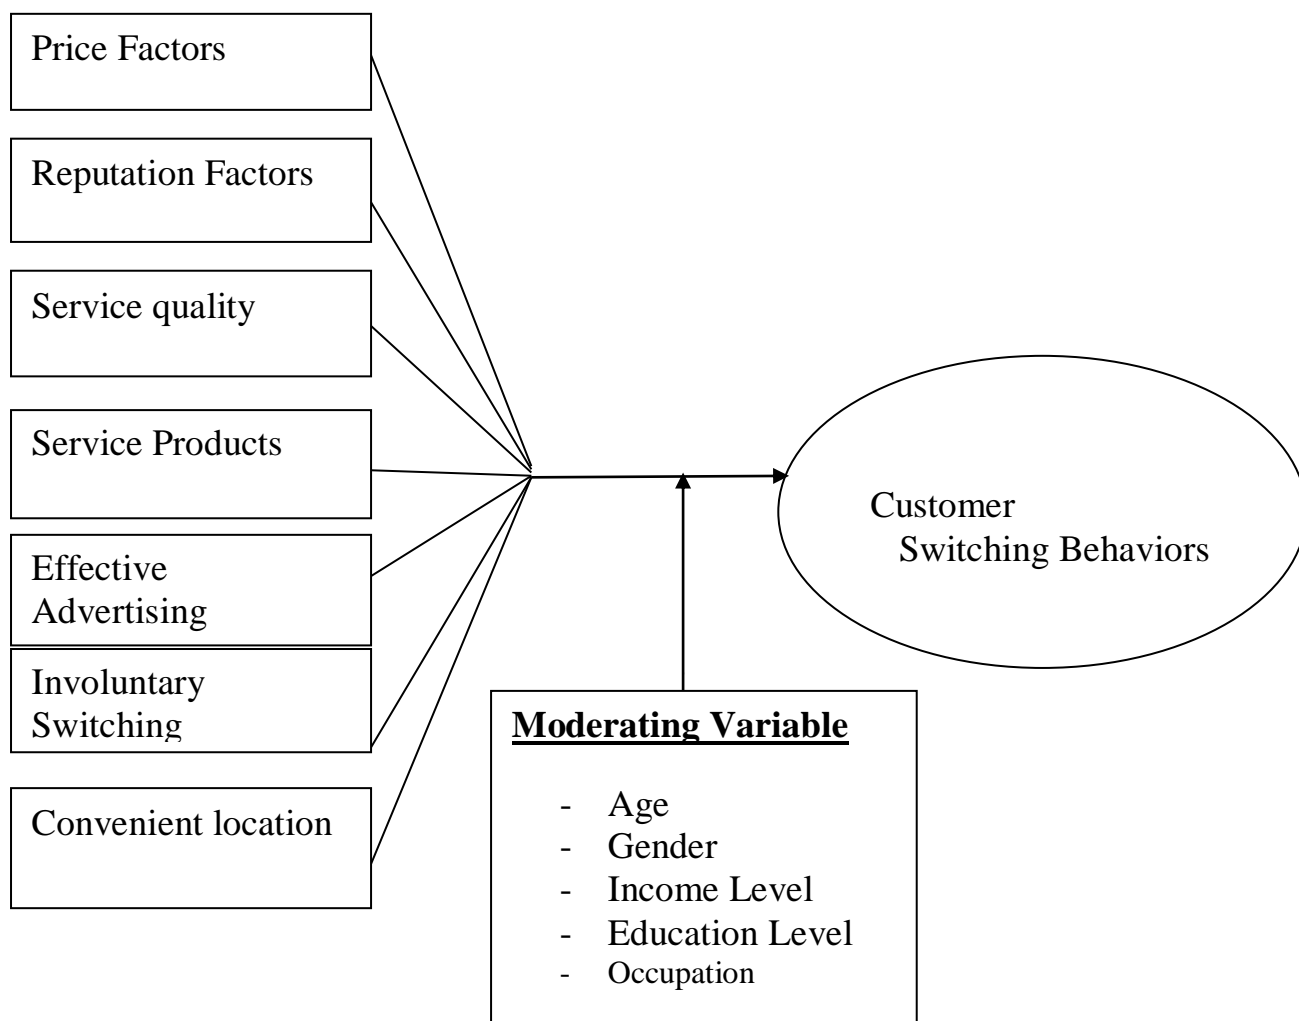 Price Factors
Reputation Factors
Service quality
Service Products
Effective
Advertising
Involuntary
Switching
Convenient location
Customer
Switching Behaviors
Moderating Variable
- Age
- Gender
- Income Level
- Education Level
- Occupation